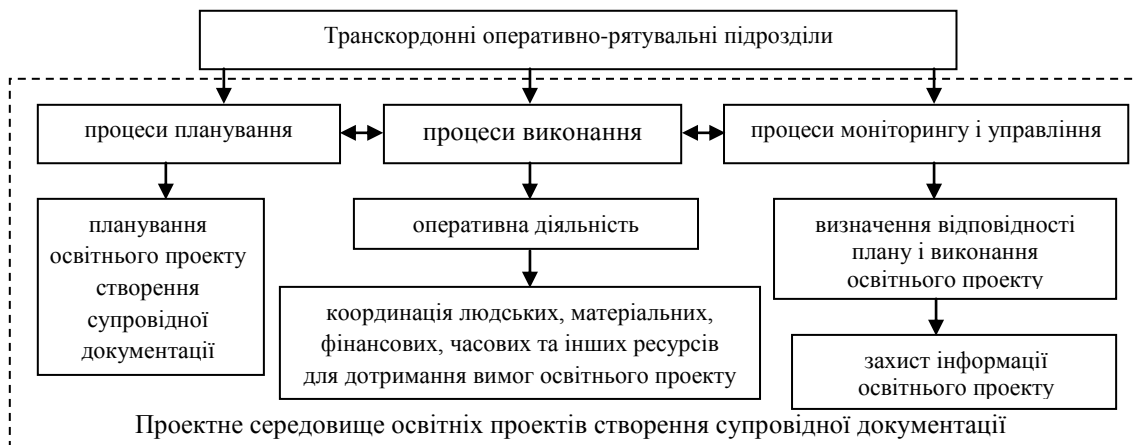 Транскордонні оперативно-рятувальні підрозділи
процеси планування
процеси виконання
процеси моніторингу і управління
планування
освітнього проекту
створення
супровідної
документації
оперативна діяльність
координація людських, матеріальних,
фінансових, часових та інших ресурсів
для дотримання вимог освітнього проекту
визначення відповідності
плану і виконання
освітнього проекту
захист інформації
освітнього проекту
Проектне середовище освітніх проектів створення супровідної документації